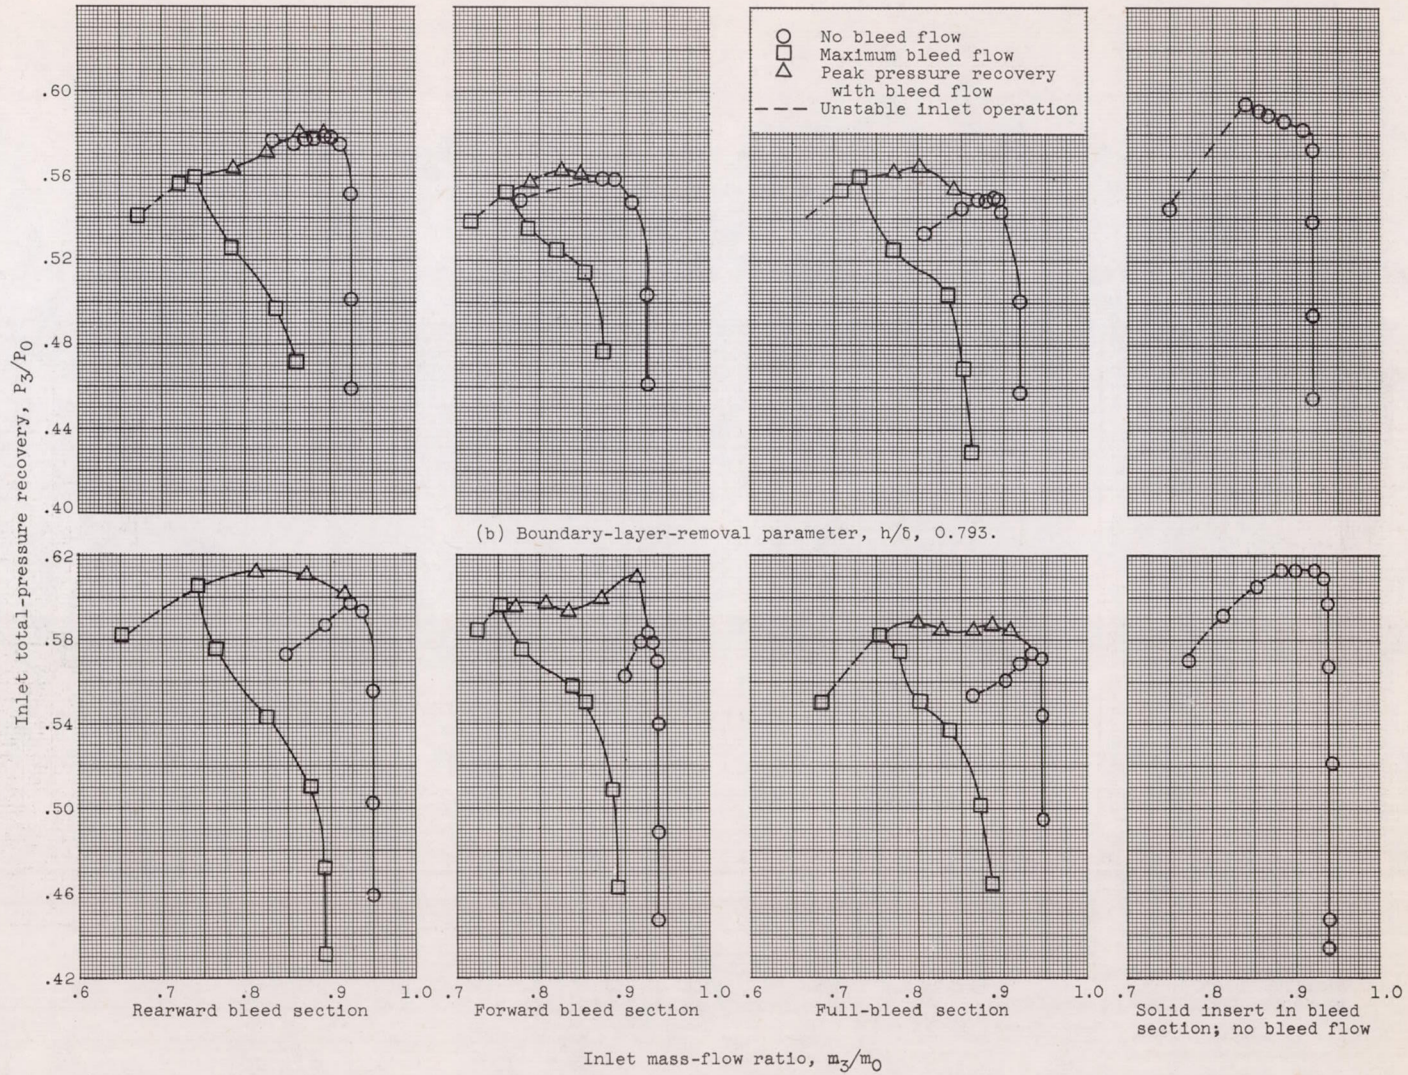 No bleed flow
Maximum bleed flow
Peak pressure recovery
with bleed flow
Unstable inlet operation
.60
.56
.52
.48
.44
.40
(b) Boundary-layer-removal parameter, h/δ, 0.793.
Inlet total-pressure recovery, P3/P0
.62
.58
.54
.50
.46
.42
.6 .7 .8 .9 1.0 .7 .8 .9 1.0 .6 .7 .8 .9 1.0 .7 .8 .9 1.0
Rearward bleed section
Forward bleed section
Full-bleed section
Solid insert in bleed
section; no bleed flow
Inlet mass-flow ratio, m3/m0